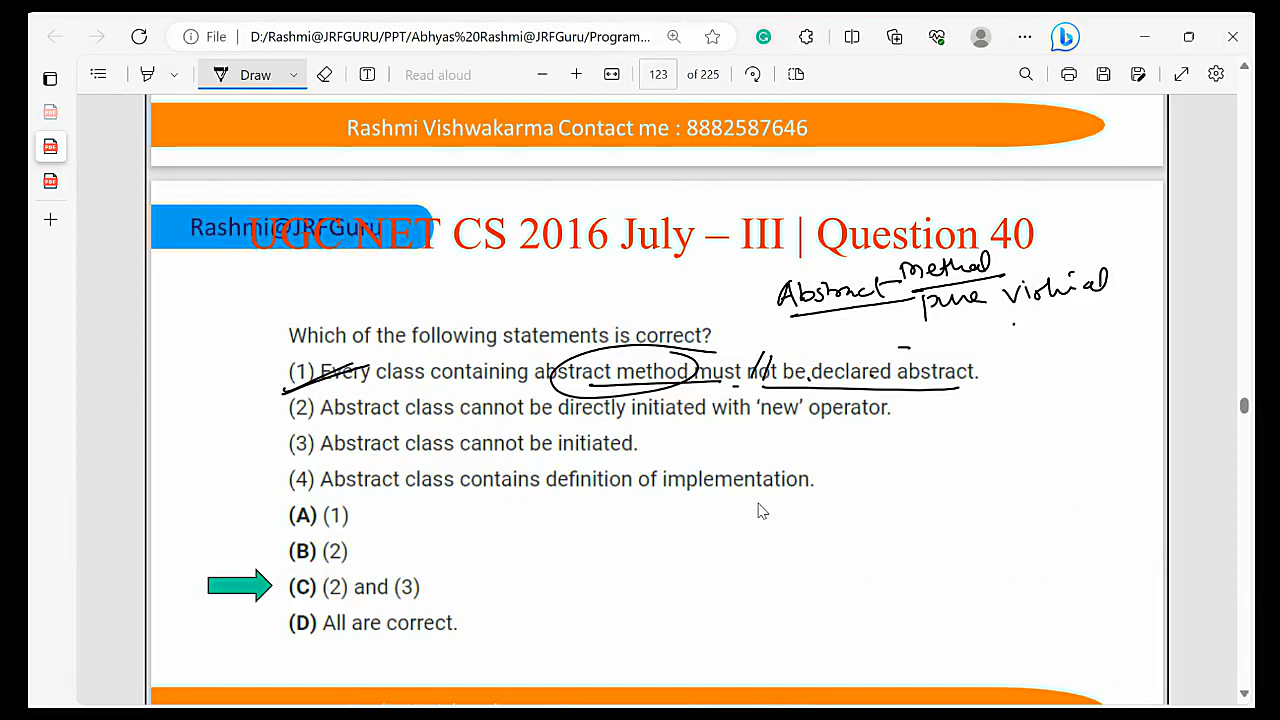 File D:/Rashmi@JRFGURU/PPT/Abhyas%20Rashmi@JRFGuru/Program...
Draw Read aloud 123 of 225
Rashmi Vishwakarma Contact me : 8882587646
Rashmi@JRFGuru
UGC NET CS 2016 July – III | Question 40
Abstract Method
pure
Which of the following statements is correct?
(1) Every class containing abstract method must not be declared abstract.
(2) Abstract class cannot be directly initiated with ‘new’ operator.
(3) Abstract class cannot be initiated.
(4) Abstract class contains definition of implementation.
(A) (1)
(B) (2)
(C) (2) and (3)
(D) All are correct.